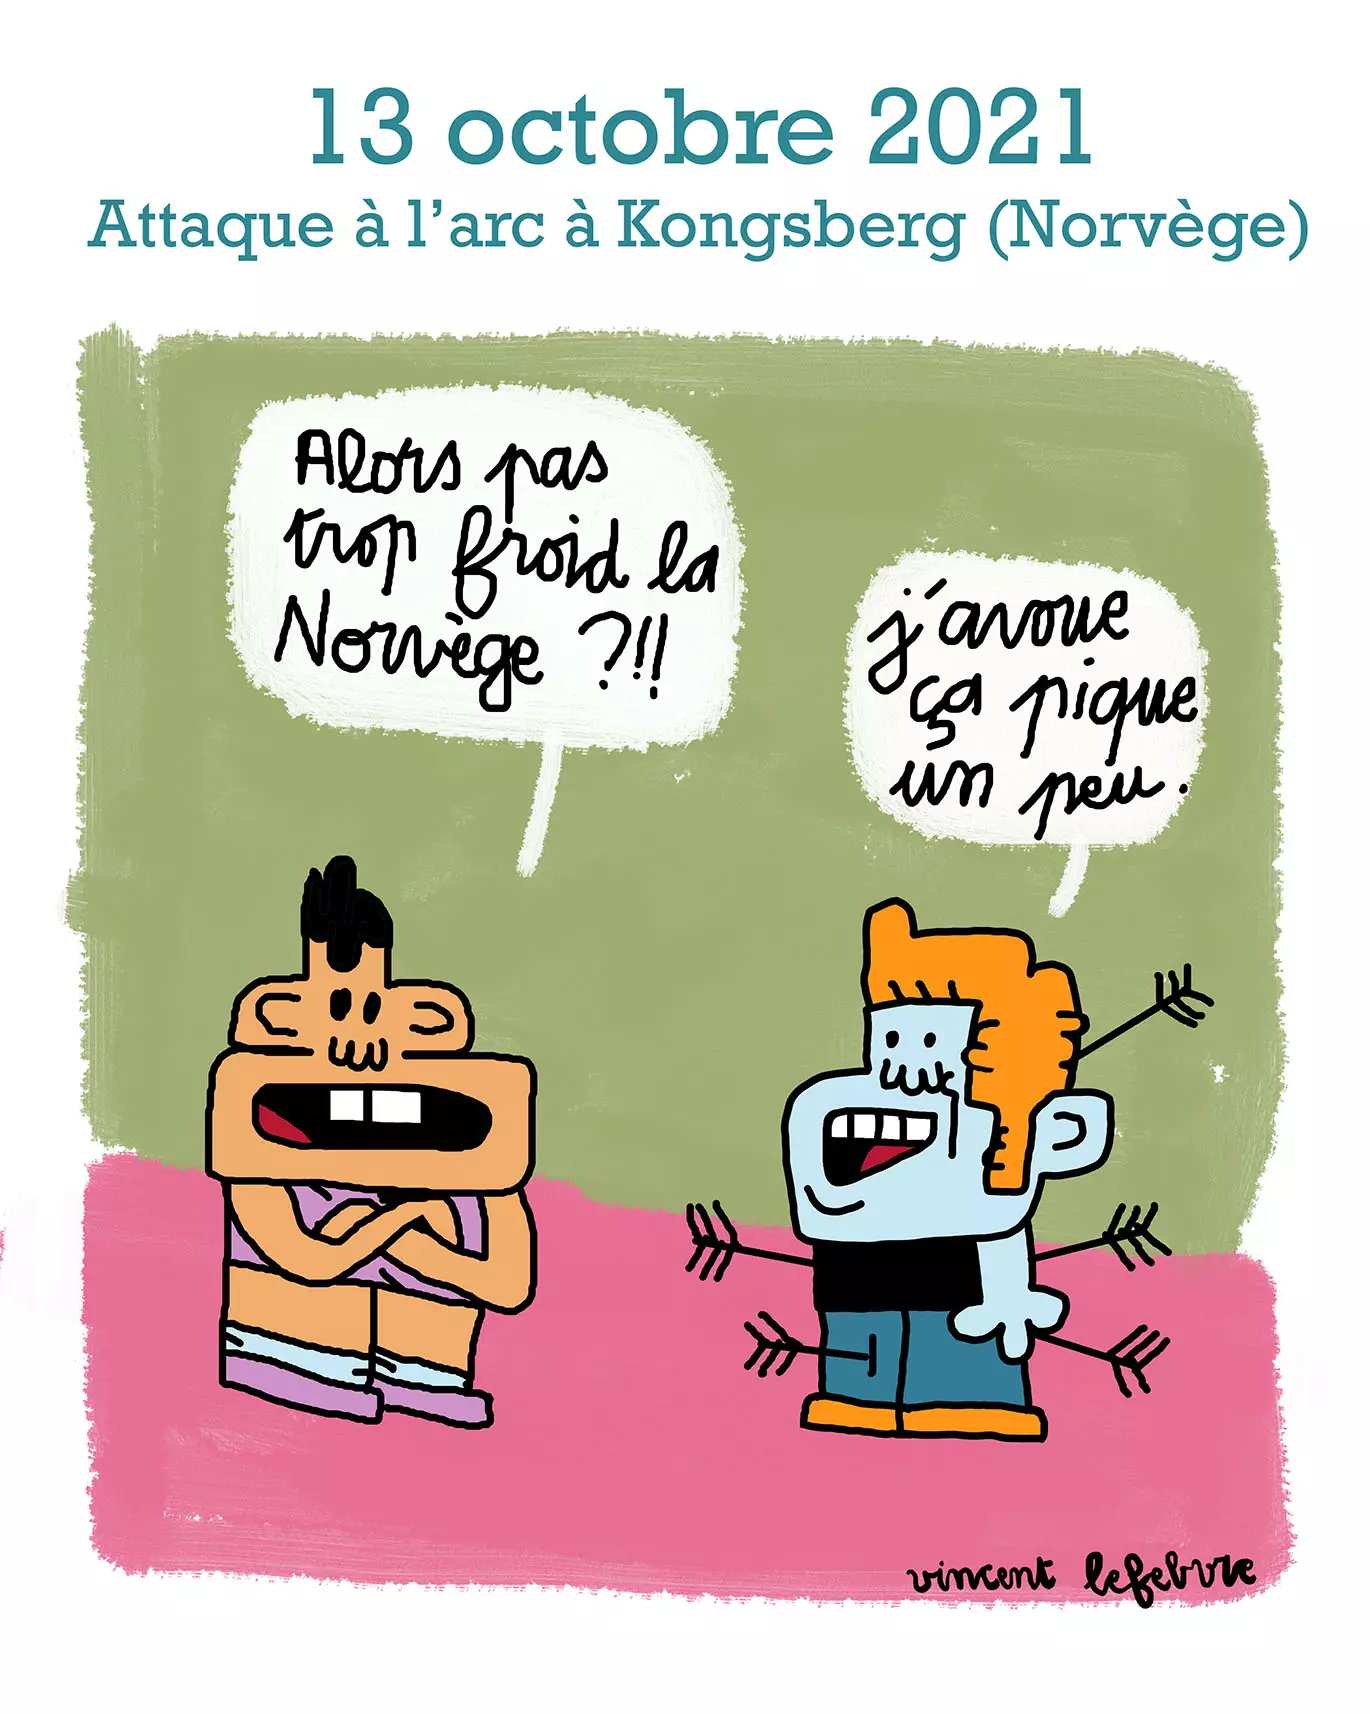 13 octobre 2021
Attaque à l’arc à Kongsberg (Norvège)
Alors pas
trop froid la
Norvège ?!!
j'avoue
ça pique
un peu.
vincent lefebvre